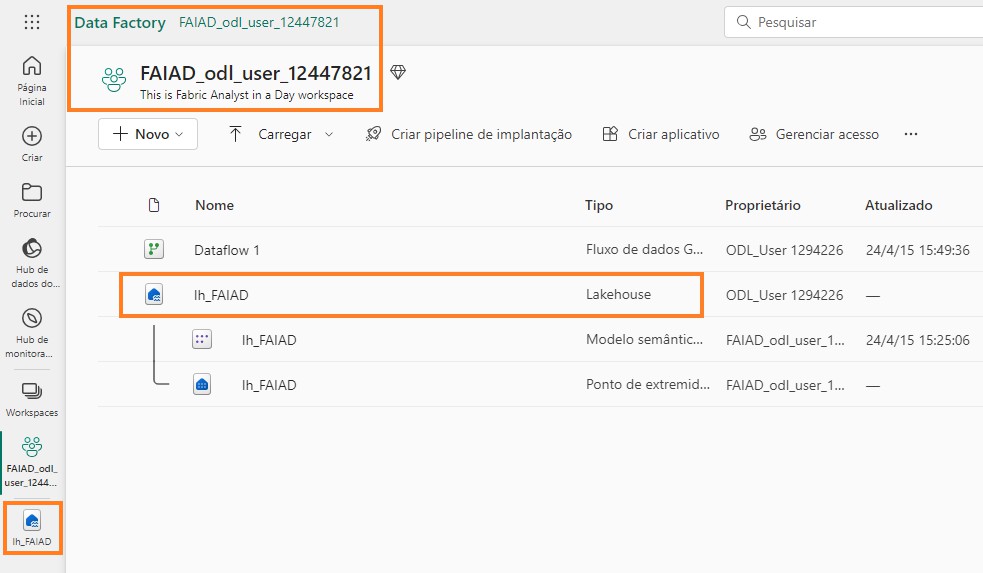 Data Factory FAIAD_odl_user_12447821
Pesquisar
FAIAD_odl_user_12447821
This is Fabric Analyst in a Day workspace
Novo Carregar Criar pipeline de implantação Criar aplicativo Gerenciar acesso ...
Página
Inicial
Criar
Procurar
Hub de
dados do...
Hub de
monitora...
Workspaces
FAIAD_odl_
user_1244...
lh_FAIAD
Nome Tipo Proprietário Atualizado
Dataflow 1 Fluxo de dados G... ODL_User 1294226 24/4/15 15:49:36
lh_FAIAD Lakehouse ODL_User 1294226 —
lh_FAIAD Modelo semântic... FAIAD_odl_user_1... 24/4/15 15:25:06
lh_FAIAD Ponto de extremid... FAIAD_odl_user_1... —